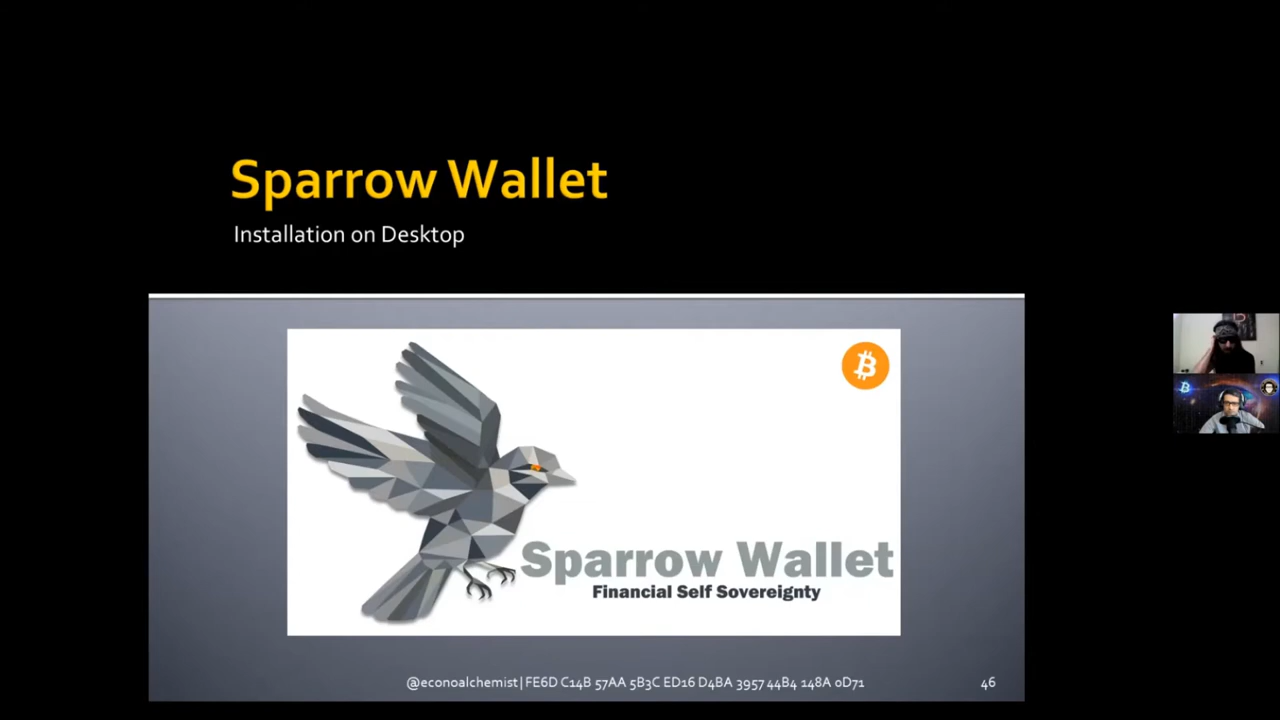 Sparrow Wallet
Installation on Desktop
Sparrow Wallet
Financial Self Sovereignty
@econoalchemist | FE6D C14B 57AA 5B3C ED16 D4BA 3957 44B4 148A 0D71
46